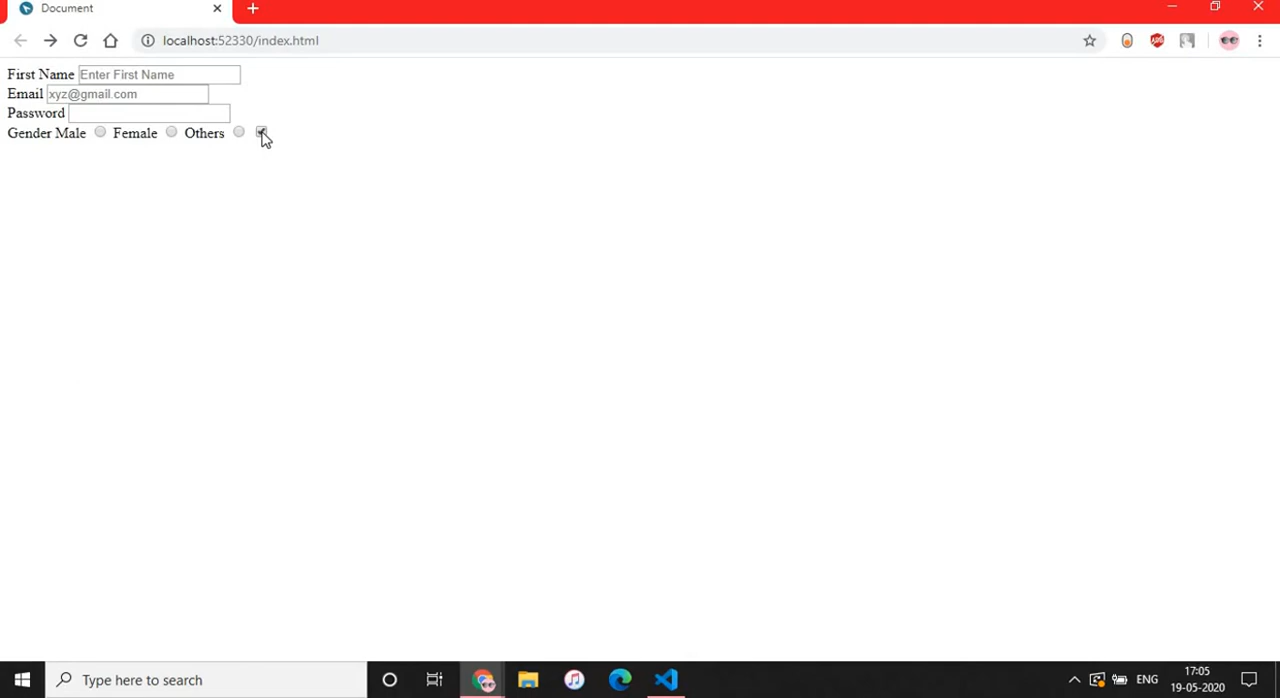 Document
localhost:52330/index.html
First Name Enter First Name
Email xyz@gmail.com
Password
Gender Male Female Others
Type here to search
ENG
17:05
19-05-2020